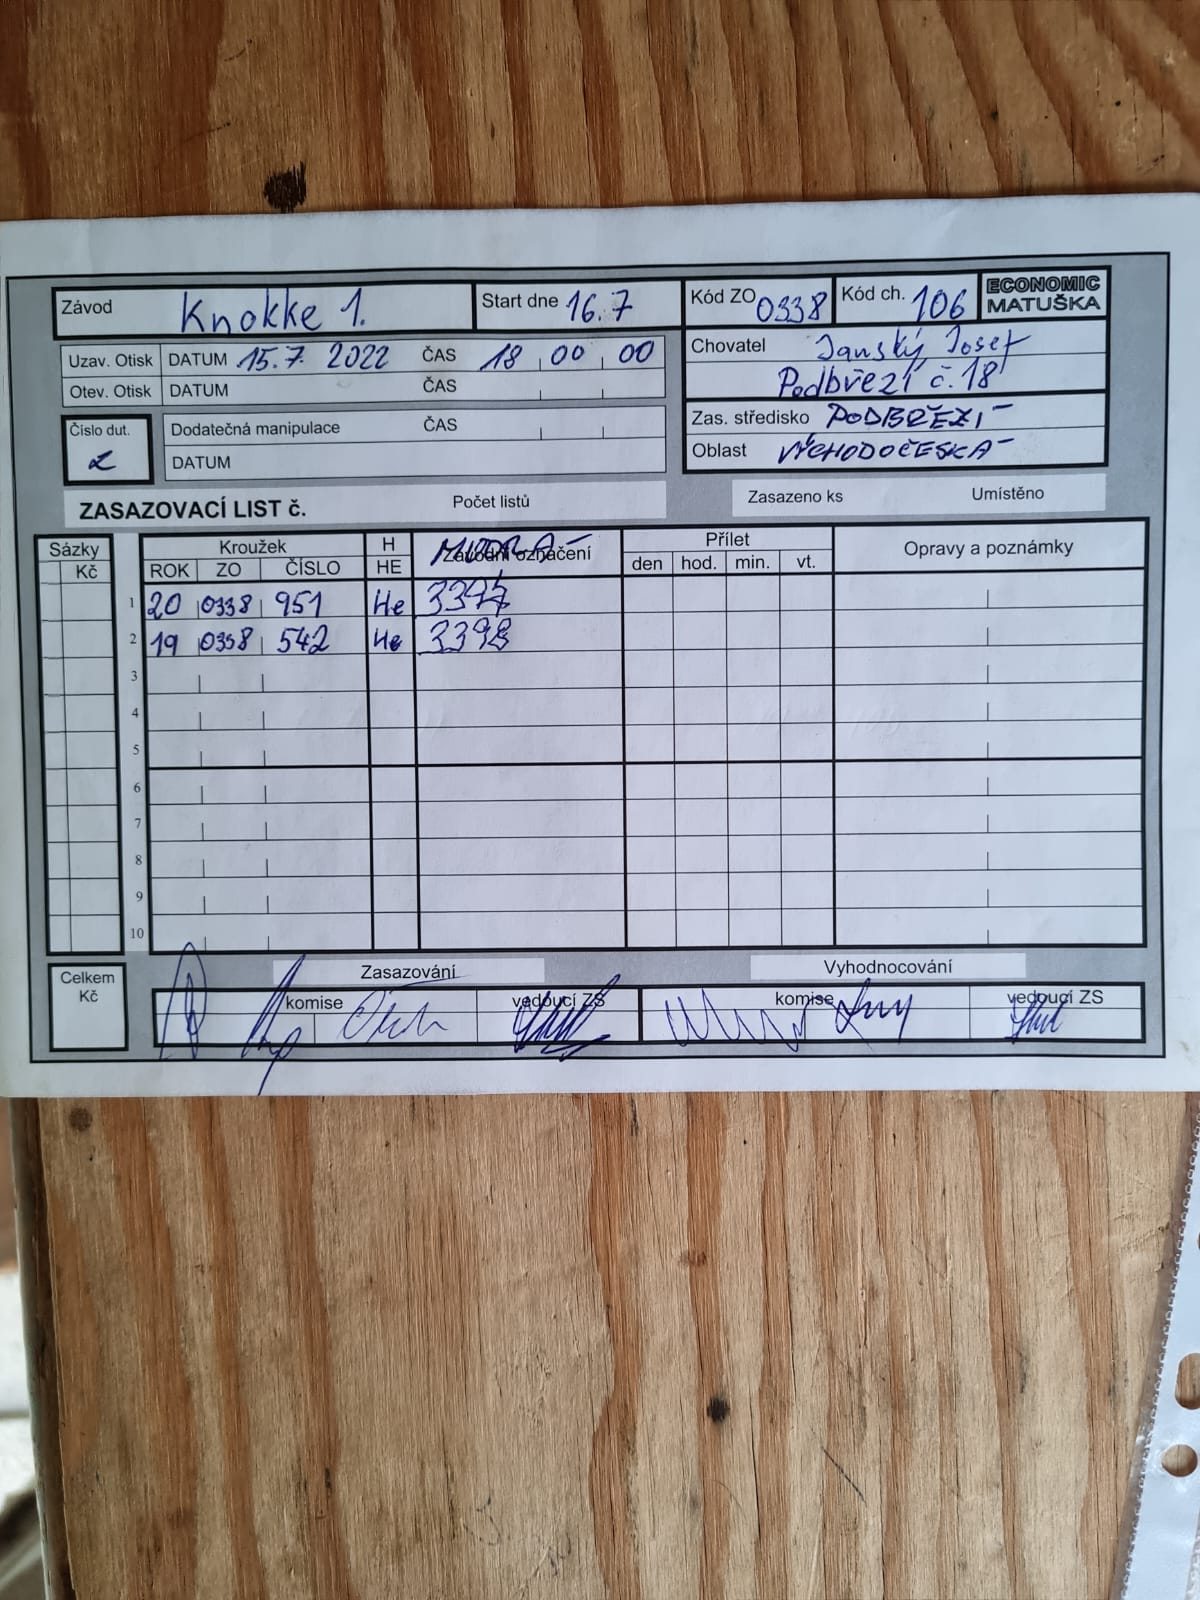 Závod Knokke 1. Start dne 16.7 Kód ZO 0338 Kód ch. 106 ECONOMIC MATUŠKA
Uzav. Otisk DATUM 15.7. 2022 ČAS 18 00 00
Otev. Otisk DATUM ČAS
Chovatel Janský Josef
Podbřezí č.18
Číslo dut. 2
Dodatečná manipulace ČAS
DATUM
Zas. středisko PODBŘEZÍ
Oblast VÝCHODOČESKÁ
ZASAZOVACÍ LIST č. Počet listů Zasazeno ks Umístěno
Sázky Kroužek H Závodní označení Přílet Opravy a poznámky
Kč ROK ZO ČÍSLO HE den hod. min. vt.
1 20 0338 951 He
2 19 0358 542 He 3398
3
4
5
6
7
8
9
10
Celkem Kč
Zasazování Vyhodnocování
komise vedoucí ZS komise vedoucí ZS